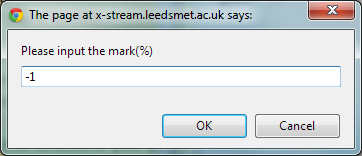 The page at x-stream.leedsmet.ac.uk says:
Please input the mark(%)
-1
OK Cancel